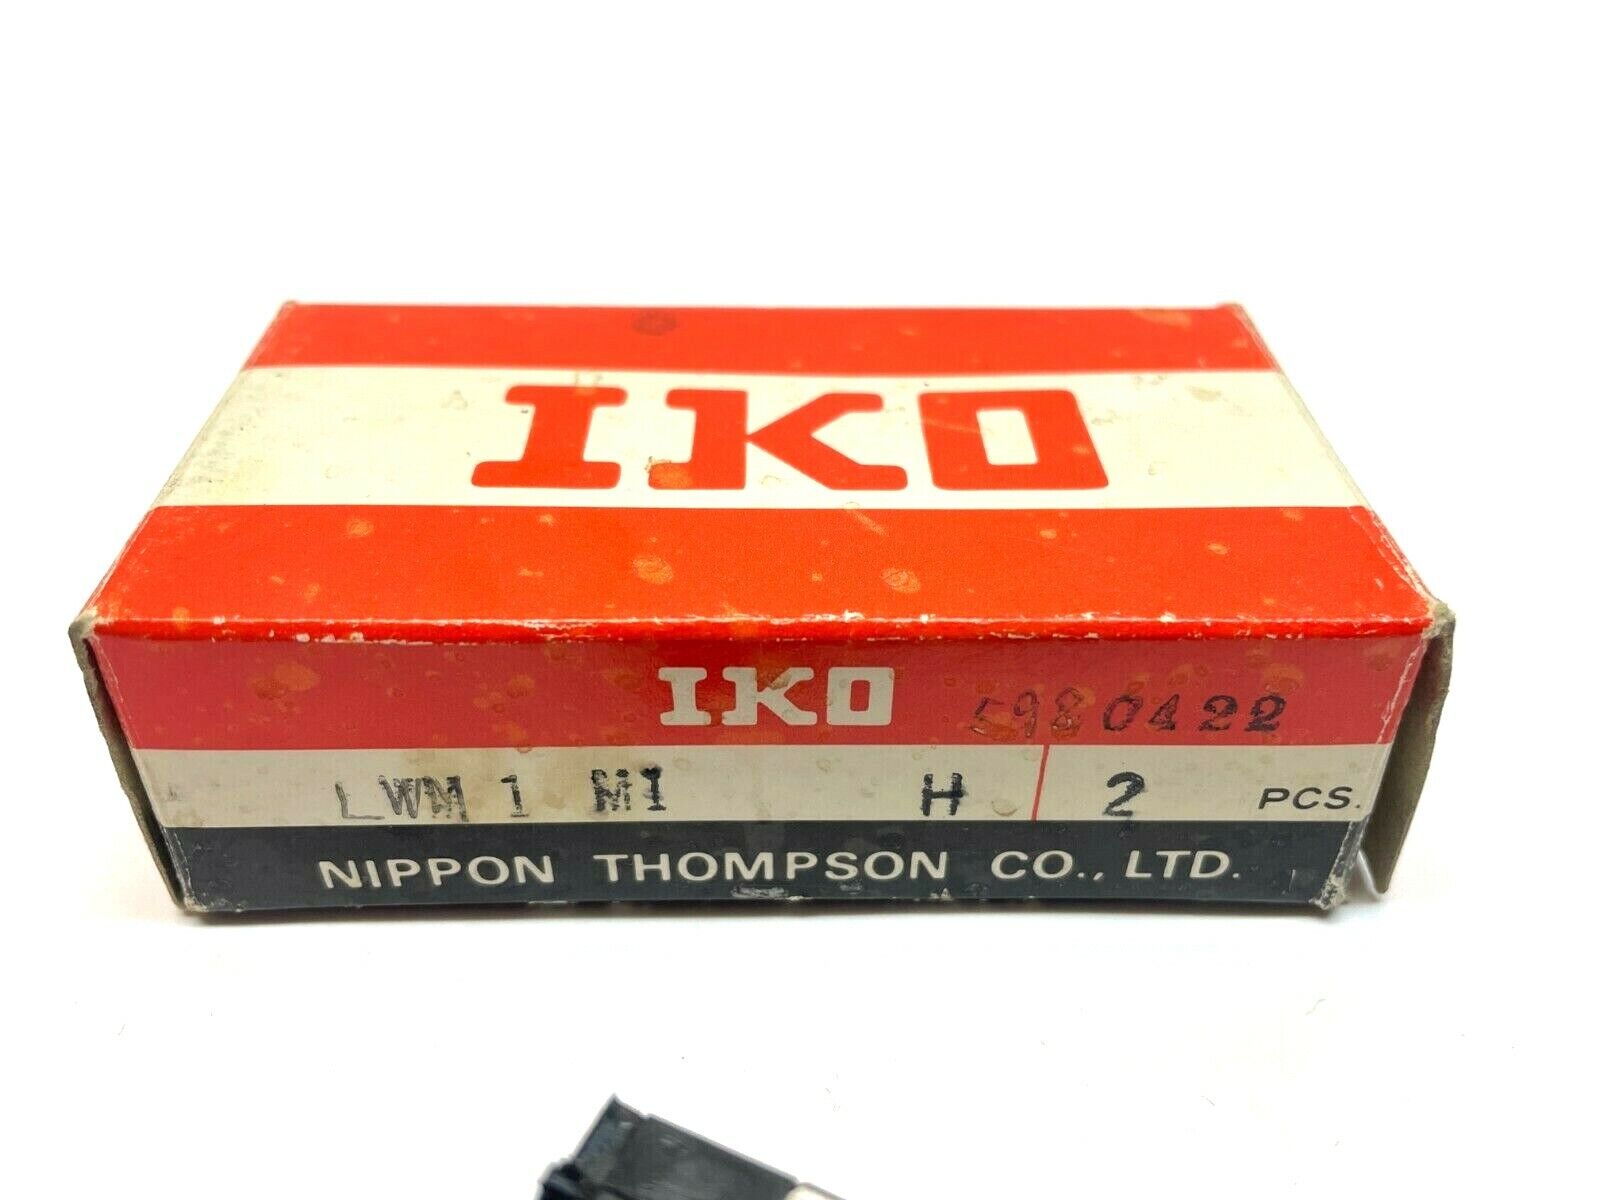 IKO
IKO 5980422
LWM 1 M1 H 2 PCS.
NIPPON THOMPSON CO., LTD.